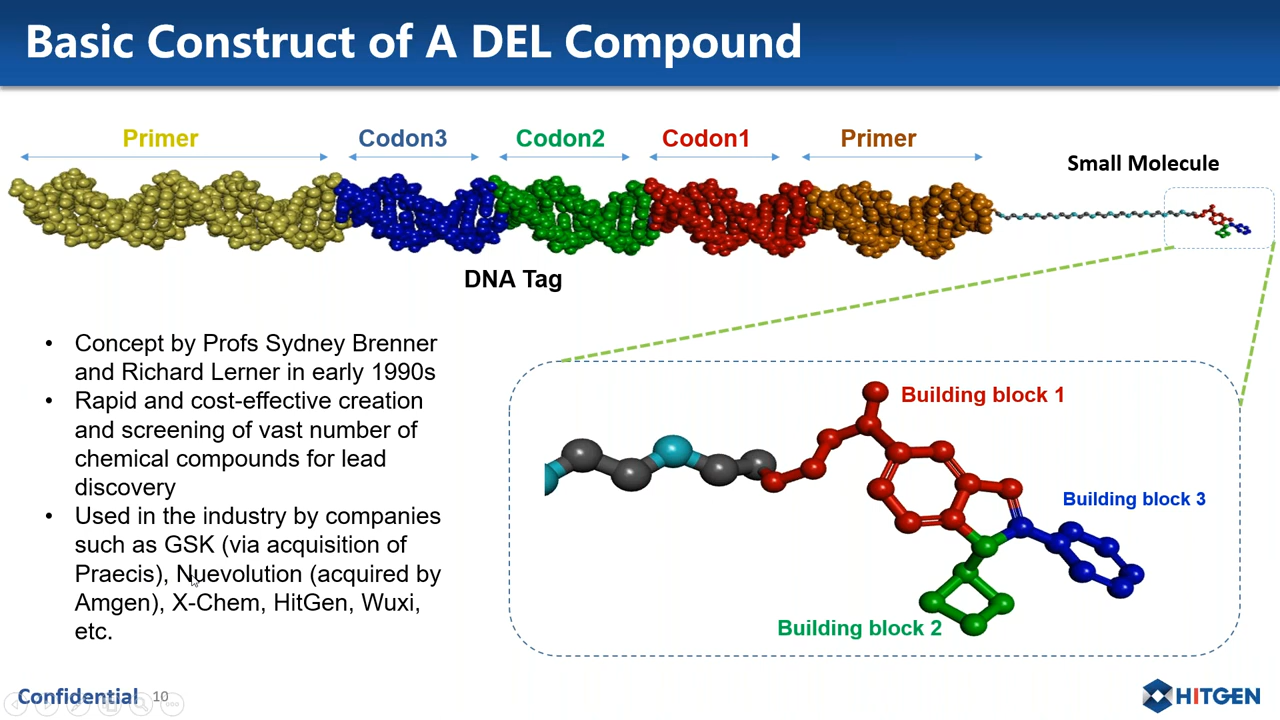 Basic Construct of A DEL Compound
Primer
Codon3
Codon2
Codon1
Primer
Small Molecule
DNA Tag
• Concept by Profs Sydney Brenner
and Richard Lerner in early 1990s
• Rapid and cost-effective creation
and screening of vast number of
chemical compounds for lead
discovery
• Used in the industry by companies
such as GSK (via acquisition of
Praecis), Nuevolution (acquired by
Amgen), X-Chem, HitGen, Wuxi,
etc.
Building block 1
Building block 3
Building block 2
Confidential
10
HITGEN